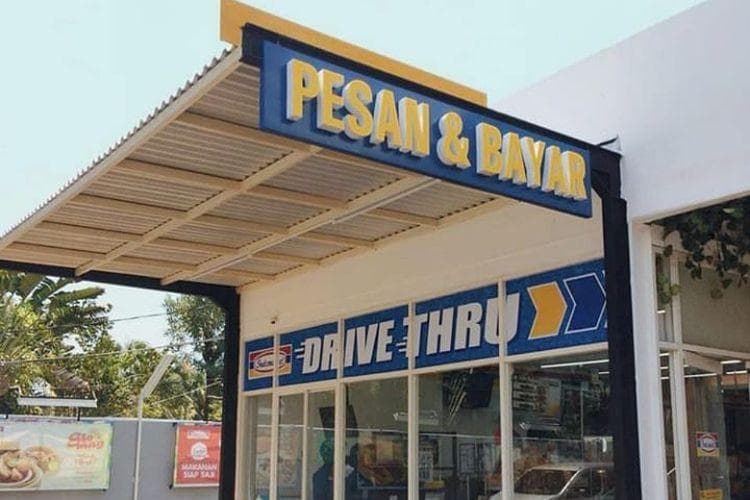 PESAN & BAYAR
DRIVE THRU
MAKANAN
SIAP SAJI